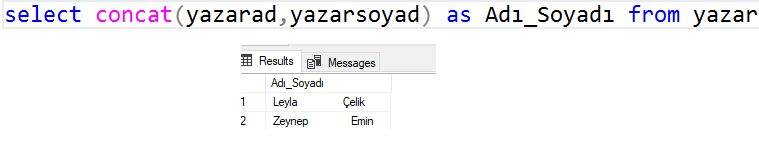 select concat(yazarad,yazarsoyad) as Adı_Soyadı from yazar
Results Messages
Adı_Soyadı
1 Leyla Çelik
2 Zeynep Emin